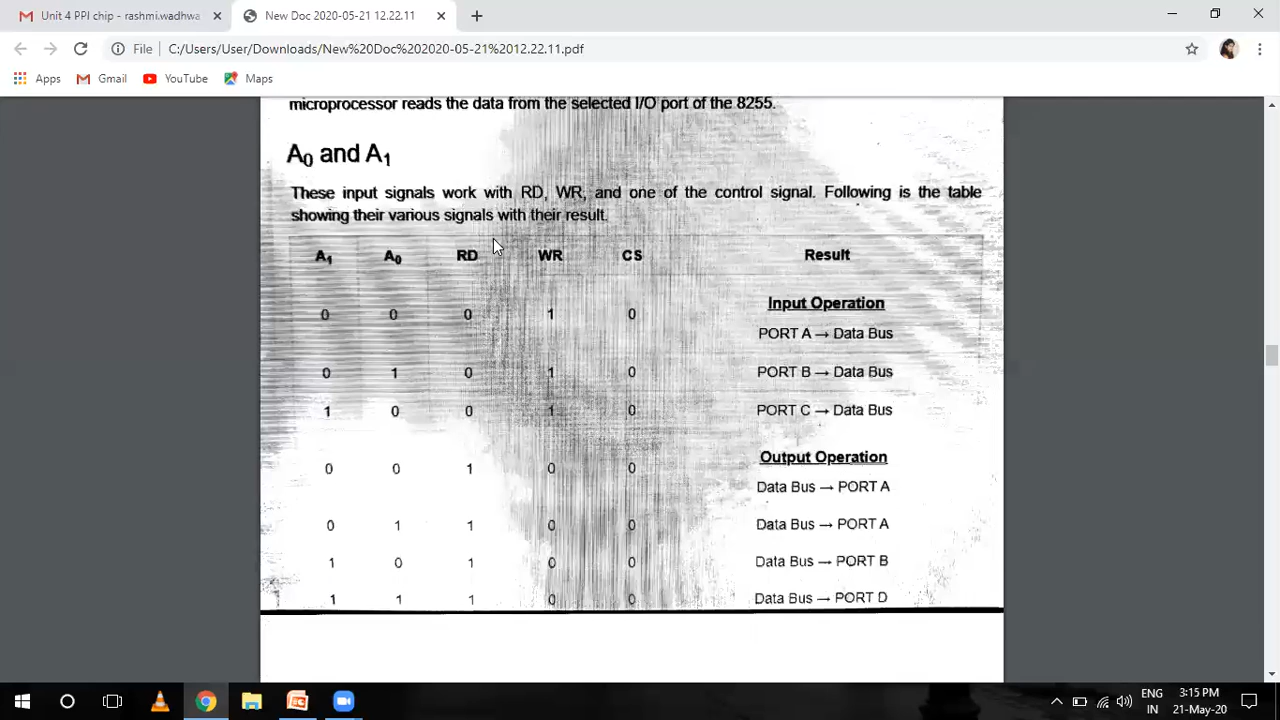 Unit 4 PPI chip - rashmi.wadhwa
New Doc 2020-05-21 12.22.11
File
C:/Users/User/Downloads/New%20Doc%202020-05-21%2012.22.11.pdf
Apps
Gmail
YouTube
Maps
microprocessor reads the data from the selected I/O port of the 8255.
A0 and A1
These input signals work with RD, WR, and one of the control signal. Following is the table
showing their various signals with their result.
A1 A0 RD WR CS Result
Input Operation
0 0 0 1 0 PORT A → Data Bus
0 1 0 1 0 PORT B → Data Bus
1 0 0 1 0 PORT C → Data Bus
Output Operation
0 0 1 0 0 Data Bus → PORT A
0 1 1 0 0 Data Bus → PORT A
1 0 1 0 0 Data Bus → PORT B
1 1 1 0 0 Data Bus → PORT D
ENG
IN
3:15 PM
21-May-20